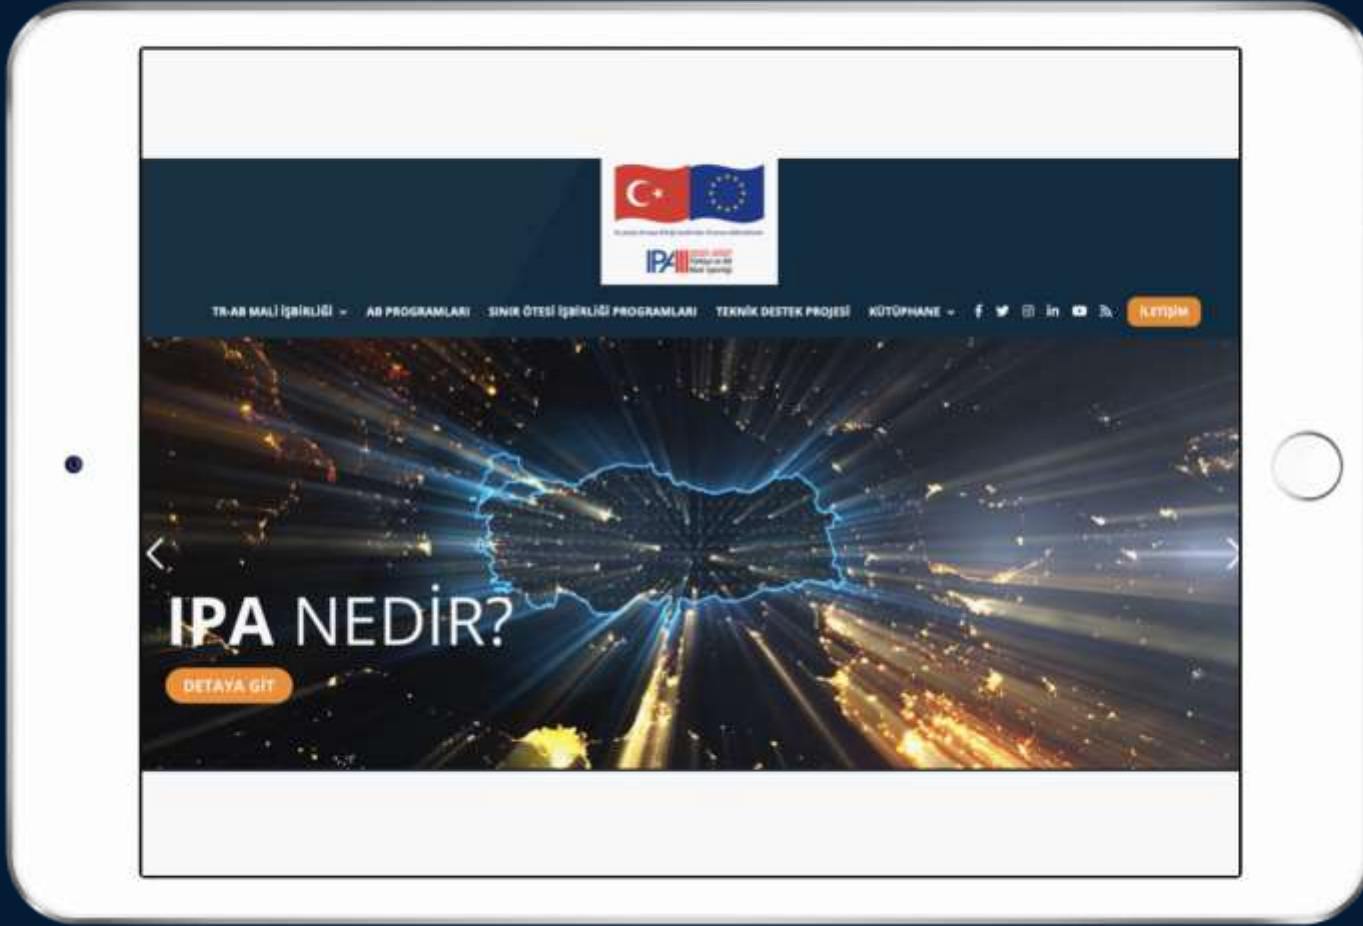 IPA
TR-AB MALİ İŞBİRLİĞİ AB PROGRAMLARI SINIR ÖTESİ İŞBİRLİĞİ PROGRAMLARI TEKNİK DESTEK PROJESİ KÜTÜPHANE İLETİŞİM
IPA NEDİR?
DETAYA GİT